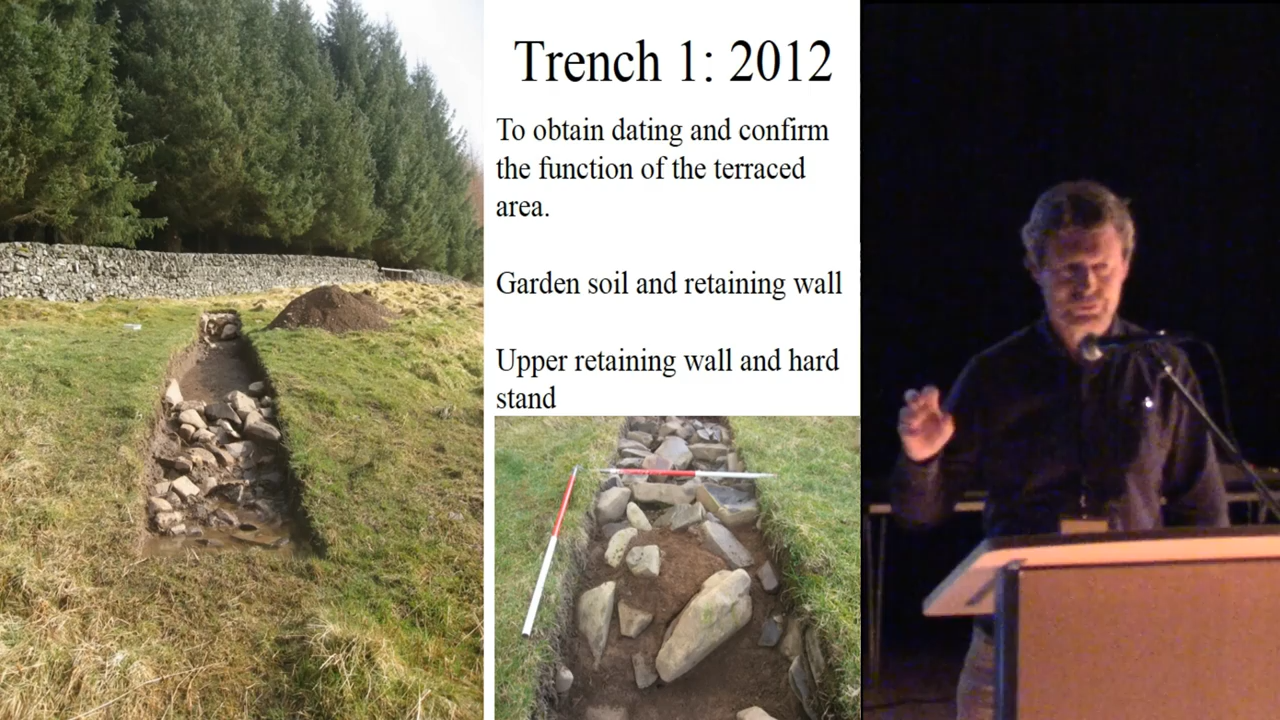 Trench 1: 2012
To obtain dating and confirm
the function of the terraced
area.
Garden soil and retaining wall
Upper retaining wall and hard
stand